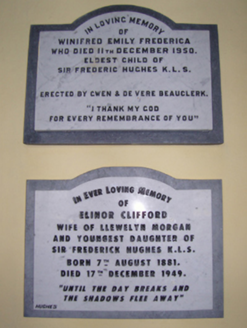 IN LOVING MEMORY
OF
WINIFRED EMILY FREDERICA
WHO DIED 11TH DECEMBER 1950.
ELDEST CHILD OF
SIR FREDERIC HUGHES K.L.S.
ERECTED BY GWEN & DE VERE BEAUCLERK.
"I THANK MY GOD
FOR EVERY REMEMBRANCE OF YOU"
IN EVER LOVING MEMORY
OF
ELINOR CLIFFORD
WIFE OF LLEWELYN MORGAN
AND YOUNGEST DAUGHTER OF
SIR FREDERICK HUGHES K.L.S.
BORN 7TH AUGUST 1881.
DIED 17TH DECEMBER 1949.
"UNTIL THE DAY BREAKS AND
THE SHADOWS FLEE AWAY"
HUGHES